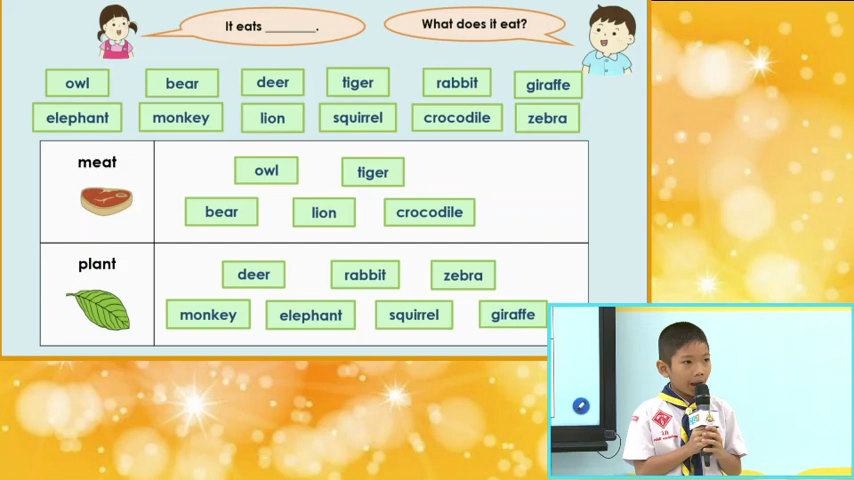 It eats _______.
What does it eat?
owl bear deer tiger rabbit giraffe
elephant monkey lion squirrel crocodile zebra
meat
owl tiger
bear lion crocodile
plant
deer rabbit zebra
monkey elephant squirrel giraffe